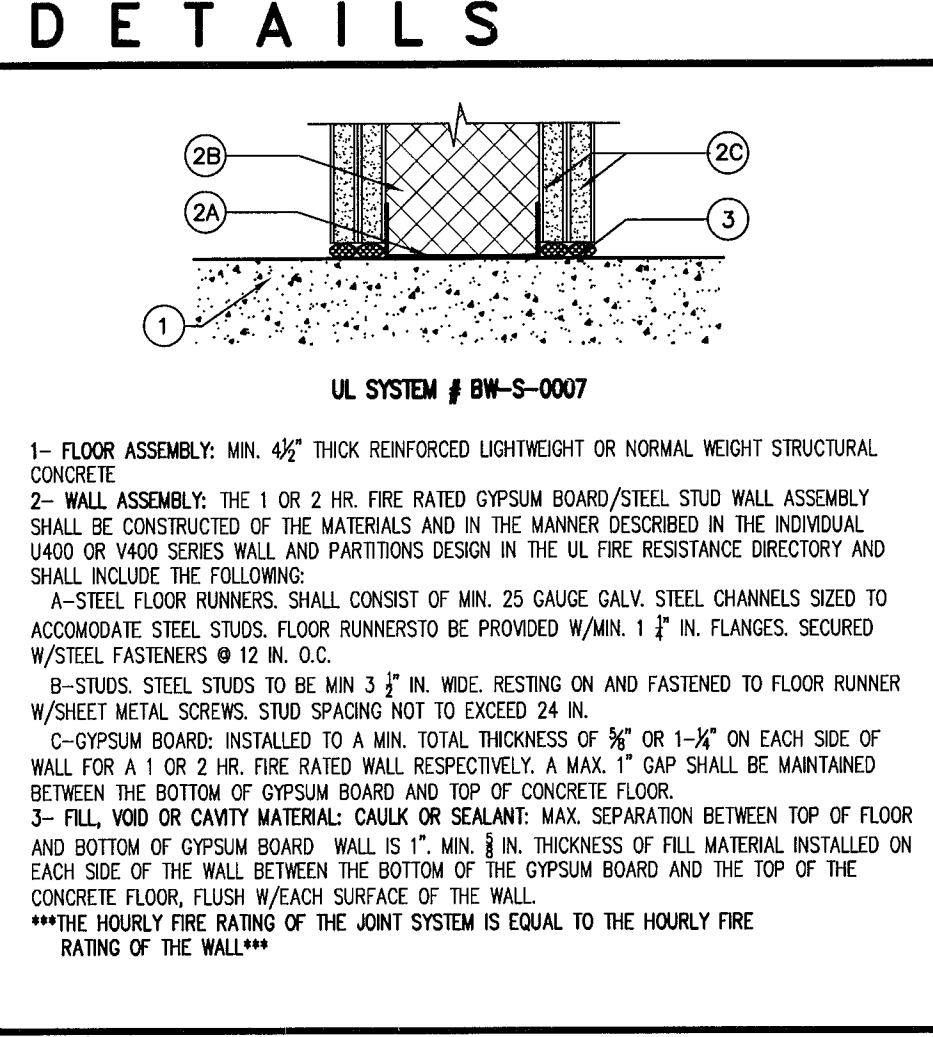 DETAILS
2B
2C
2A
3
1
UL SYSTEM # BW-S-0007
1- FLOOR ASSEMBLY: MIN. 4½" THICK REINFORCED LIGHTWEIGHT OR NORMAL WEIGHT STRUCTURAL
CONCRETE
2- WALL ASSEMBLY: THE 1 OR 2 HR. FIRE RATED GYPSUM BOARD/STEEL STUD WALL ASSEMBLY
SHALL BE CONSTRUCTED OF THE MATERIALS AND IN THE MANNER DESCRIBED IN THE INDIVIDUAL
U400 OR V400 SERIES WALL AND PARTITIONS DESIGN IN THE UL FIRE RESISTANCE DIRECTORY AND
SHALL INCLUDE THE FOLLOWING:
A-STEEL FLOOR RUNNERS. SHALL CONSIST OF MIN. 25 GAUGE GALV. STEEL CHANNELS SIZED TO
ACCOMODATE STEEL STUDS. FLOOR RUNNERSTO BE PROVIDED W/MIN. 1 ¼" IN. FLANGES. SECURED
W/STEEL FASTENERS @ 12 IN. O.C.
B-STUDS. STEEL STUDS TO BE MIN 3 ½" IN. WIDE. RESTING ON AND FASTENED TO FLOOR RUNNER
W/SHEET METAL SCREWS. STUD SPACING NOT TO EXCEED 24 IN.
C-GYPSUM BOARD: INSTALLED TO A MIN. TOTAL THICKNESS OF ⅝" OR 1-¼" ON EACH SIDE OF
WALL FOR A 1 OR 2 HR. FIRE RATED WALL RESPECTIVELY. A MAX. 1" GAP SHALL BE MAINTAINED
BETWEEN THE BOTTOM OF GYPSUM BOARD AND TOP OF CONCRETE FLOOR.
3- FILL, VOID OR CAVITY MATERIAL: CAULK OR SEALANT: MAX. SEPARATION BETWEEN TOP OF FLOOR
AND BOTTOM OF GYPSUM BOARD WALL IS 1". MIN. ⅝ IN. THICKNESS OF FILL MATERIAL INSTALLED ON
EACH SIDE OF THE WALL BETWEEN THE BOTTOM OF THE GYPSUM BOARD AND THE TOP OF THE
CONCRETE FLOOR, FLUSH W/EACH SURFACE OF THE WALL.
***THE HOURLY FIRE RATING OF THE JOINT SYSTEM IS EQUAL TO THE HOURLY FIRE
RATING OF THE WALL***